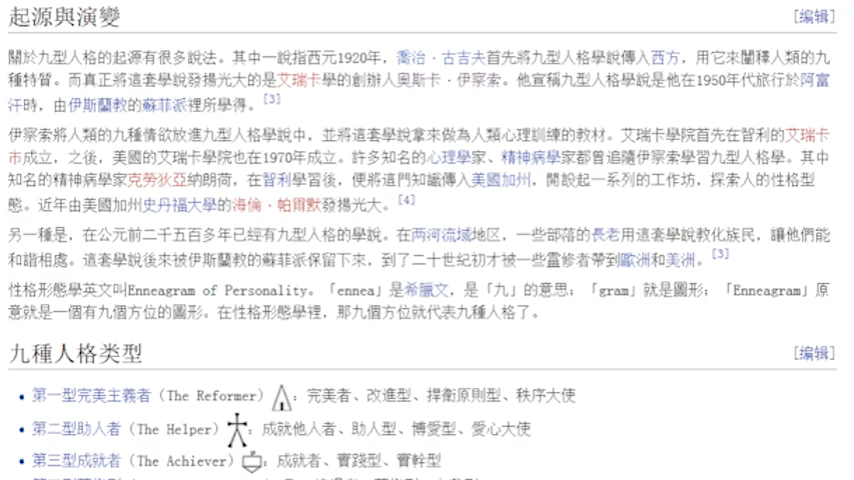 起源與演變 [编辑]
關於九型人格的起源有很多說法。其中一說指西元1920年，喬治．古吉夫首先將九型人格學說傳入西方，用它來闡釋人類的九
種特質。而真正將這套學說發揚光大的是艾瑞卡學的創辦人奧斯卡．伊察索。他宣稱九型人格學說是他在1950年代旅行於阿富
汗時，由伊斯蘭教的蘇菲派裡所學得。[3]
伊察索將人類的九種情欲放進九型人格學說中，並將這套學說拿來做為人類心理訓練的教材。艾瑞卡學院首先在智利的艾瑞卡
市成立，之後，美國的艾瑞卡學院也在1970年成立。許多知名的心理學家、精神病學家都曾追隨伊察索學習九型人格學。其中
知名的精神病學家克勞狄亞納朗荷，在智利學習後，便將這門知識傳入美國加州，開設起一系列的工作坊，探索人的性格型
態。近年由美國加州史丹福大學的海倫．帕爾默發揚光大。[4]
另一種是，在公元前二千五百多年已經有九型人格的學說。在两河流域地区，一些部落的長老用這套學說教化族民，讓他們能
和諧相處。這套學說後來被伊斯蘭教的蘇菲派保留下來，到了二十世紀初才被一些靈修者帶到歐洲和美洲。[3]
性格形態學英文叫Enneagram of Personality。「ennea」是希臘文，是「九」的意思；「gram」就是圖形；「Enneagram」原
意就是一個有九個方位的圖形。在性格形態學裡，那九個方位就代表九種人格了。
九種人格类型 [编辑]
• 第一型完美主義者（The Reformer）：完美者、改進型、捍衛原則型、秩序大使
• 第二型助人者（The Helper）：成就他人者、助人型、博愛型、愛心大使
• 第三型成就者（The Achiever）：成就者、實踐型、實幹型